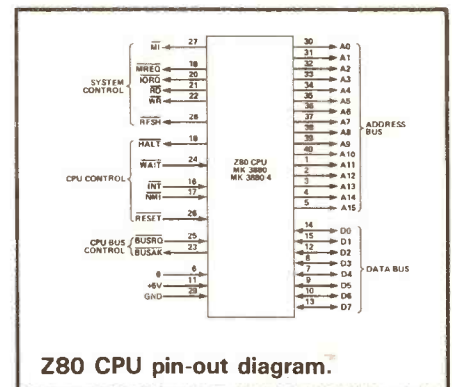 27 M1 30 A0
31 A1
MREQ 19 32 A2
SYSTEM CONTROL IORQ 20 33 A3
RD 21 34 A4
WR 22 35 A5
36 A6
RFSH 28 37 A7
38 A8
HALT 18 39 A9
40 A10
WAIT 24 1 A11
CPU CONTROL 2 A12
INT 16 3 A13
NMI 17 4 A14
5 A15
RESET 26
ADDRESS BUS
Z80 CPU
MK 3880
MK 3880 4
CPU BUS CONTROL BUSRQ 25 14 D0
BUSAK 23 15 D1
12 D2
8 D3
6 7 D4
+5V 11 9 D5
GND 29 10 D6
13 D7
DATA BUS
Z80 CPU pin-out diagram.